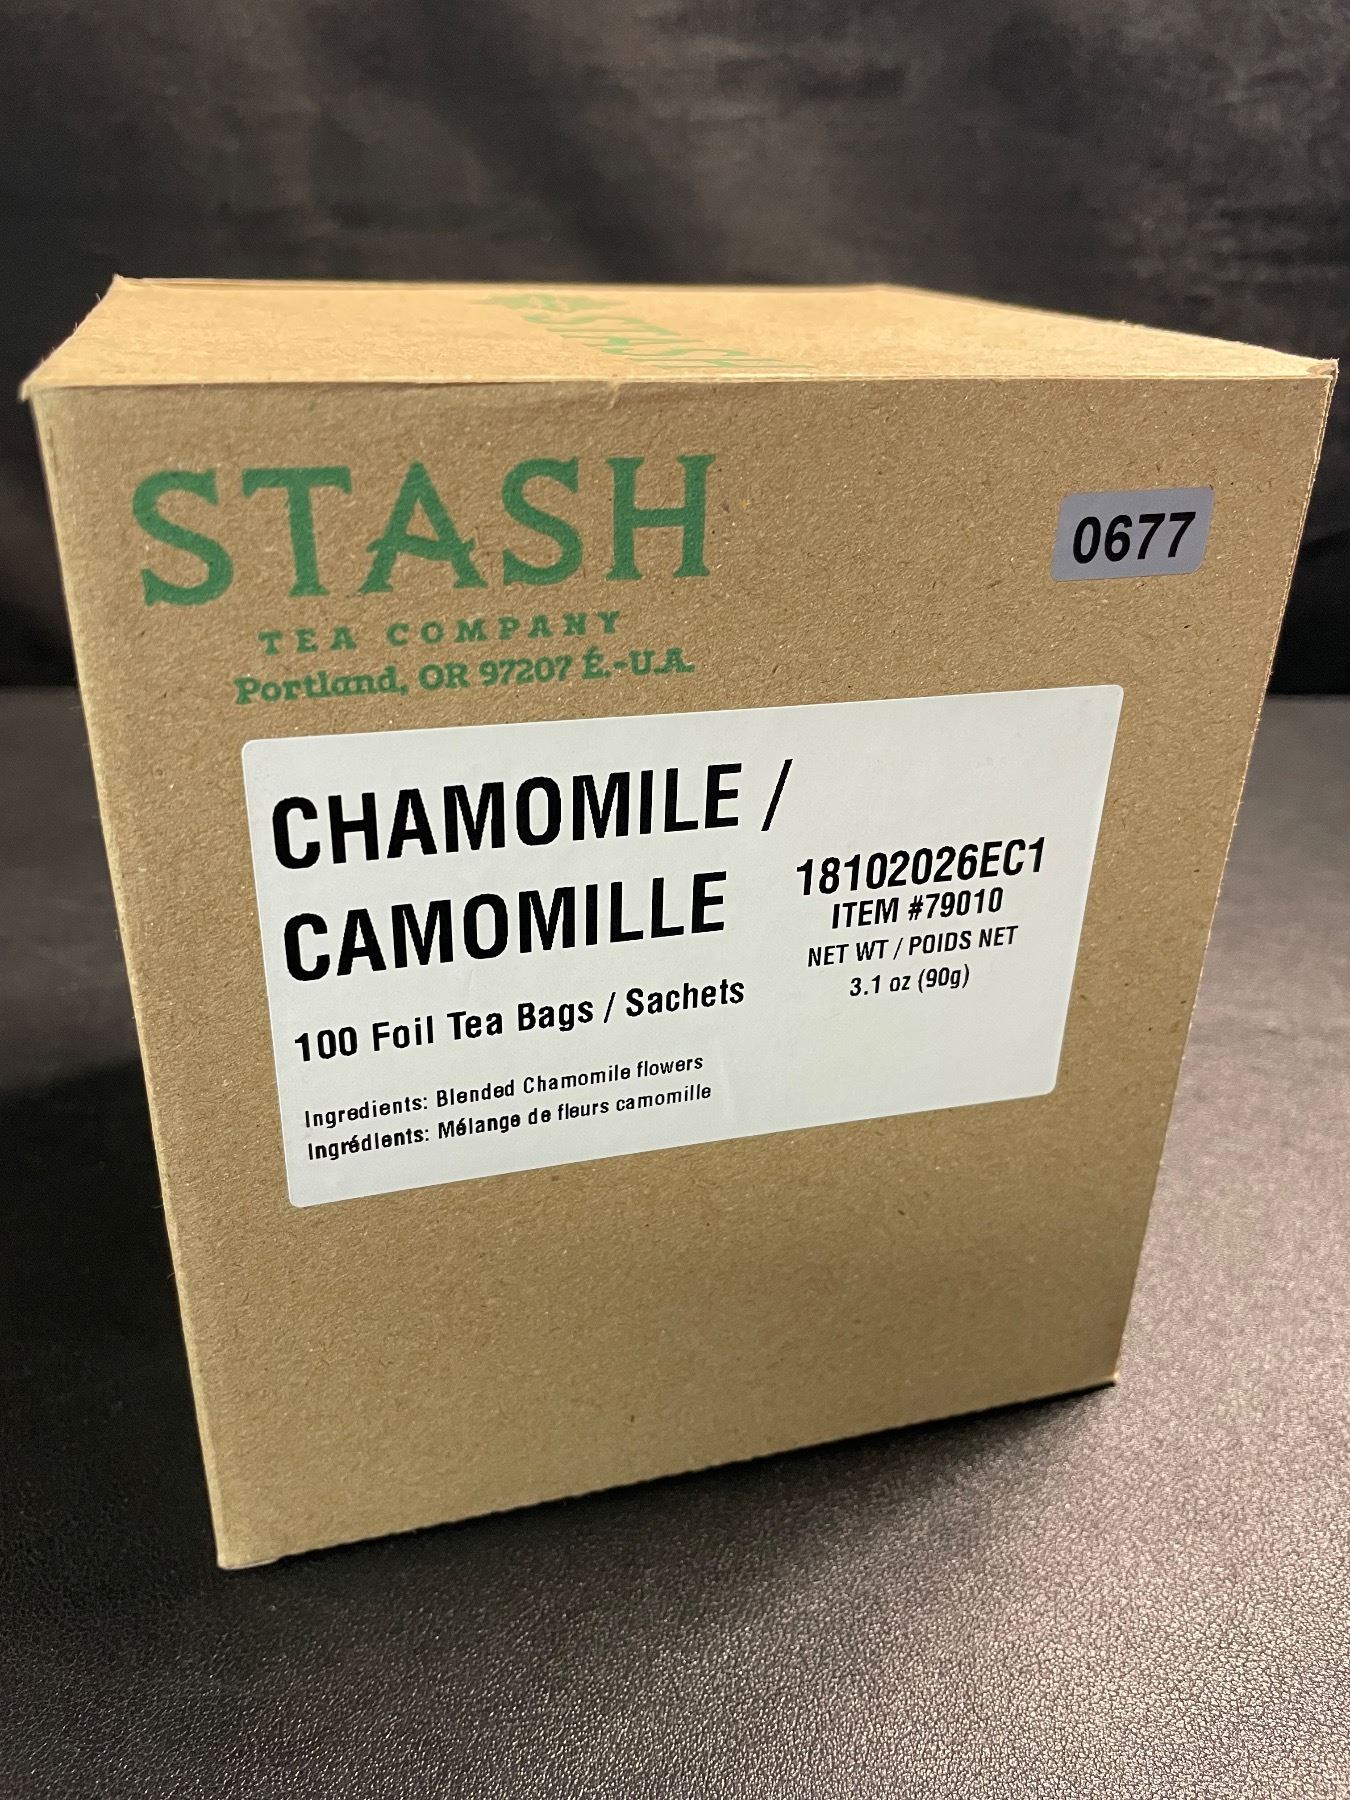 STASH
STASH
TEA COMPANY
Portland, OR 97207 É.-U.A.
0677
CHAMOMILE /
CAMOMILLE
100 Foil Tea Bags / Sachets
Ingredients: Blended Chamomile flowers
Ingrédients: Mélange de fleurs camomille
18102026EC1
ITEM #79010
NET WT / POIDS NET
3.1 oz (90g)